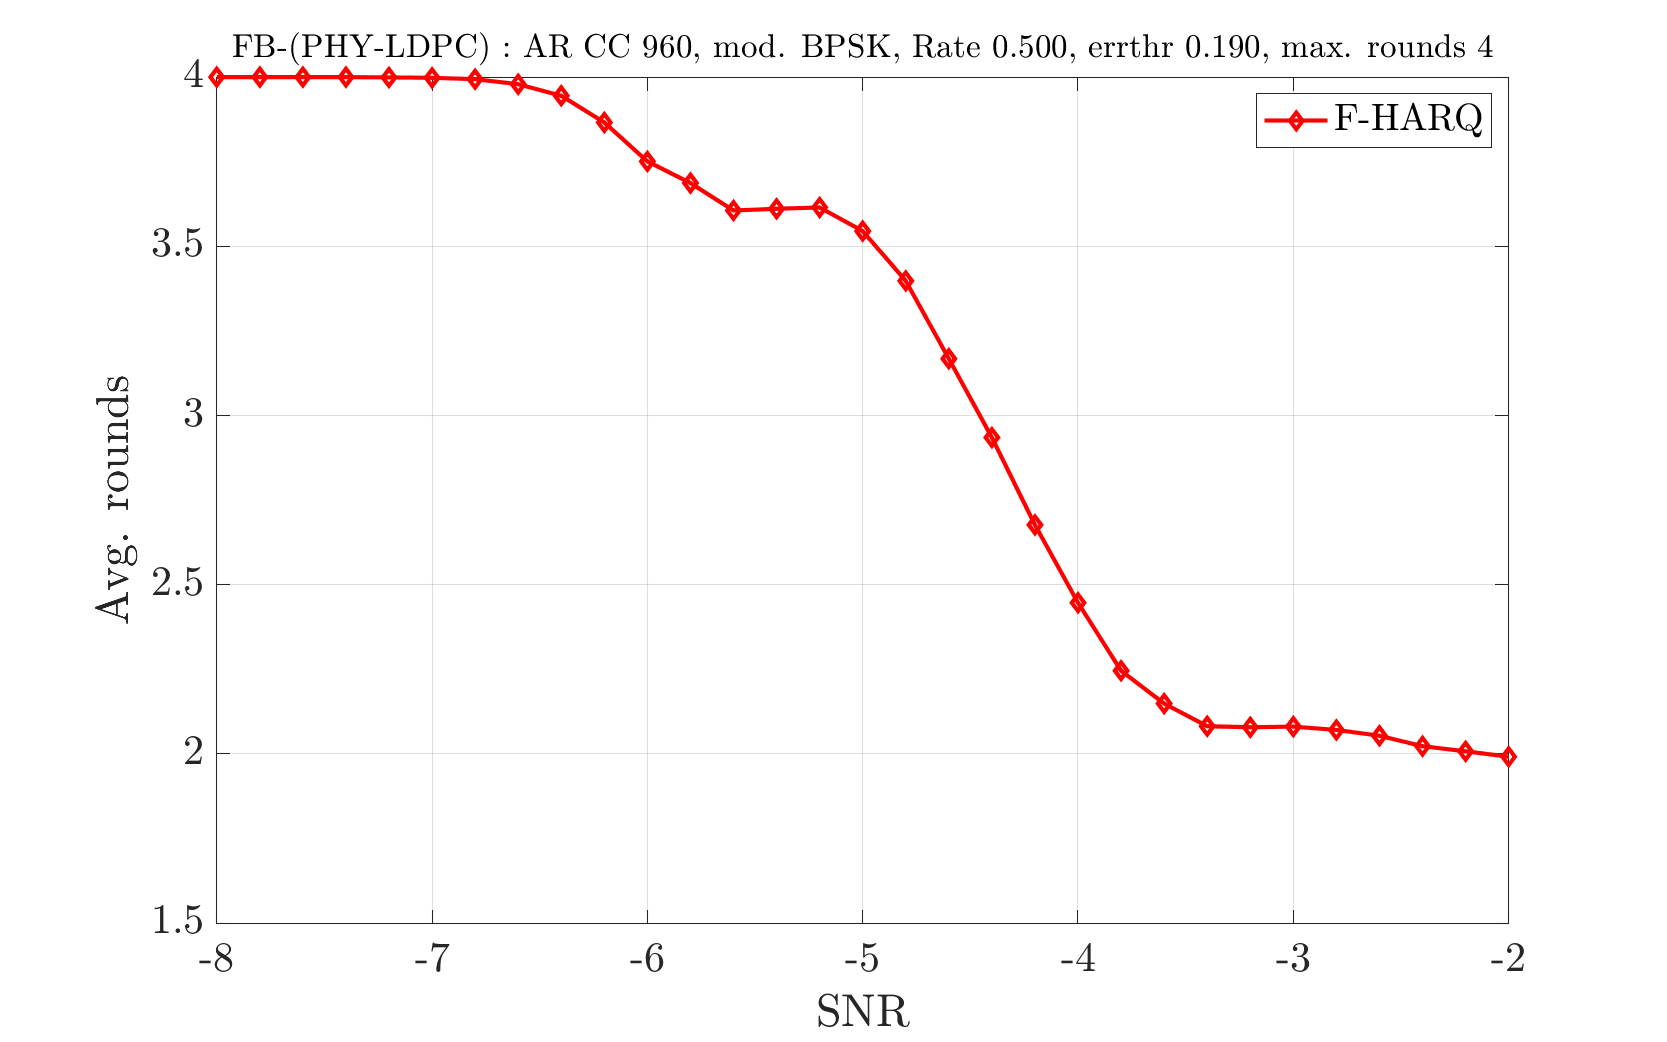 FB-(PHY-LDPC) : AR CC 960, mod. BPSK, Rate 0.500, errthr 0.190, max. rounds 4
F-HARQ
4
3.5
3
2.5
2
1.5
Avg. rounds
-8 -7 -6 -5 -4 -3 -2
SNR